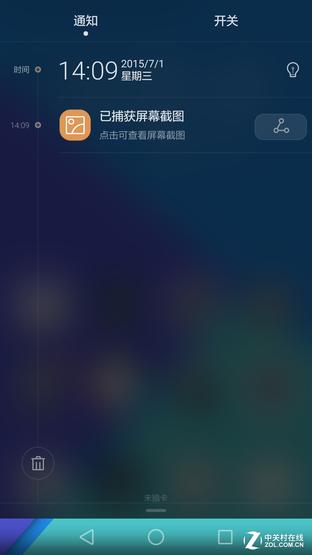 通知
开关
时间
14:09
2015/7/1
星期三
14:09
已捕获屏幕截图
点击可查看屏幕截图
未插卡
Z
中关村在线
ZOL.COM.CN